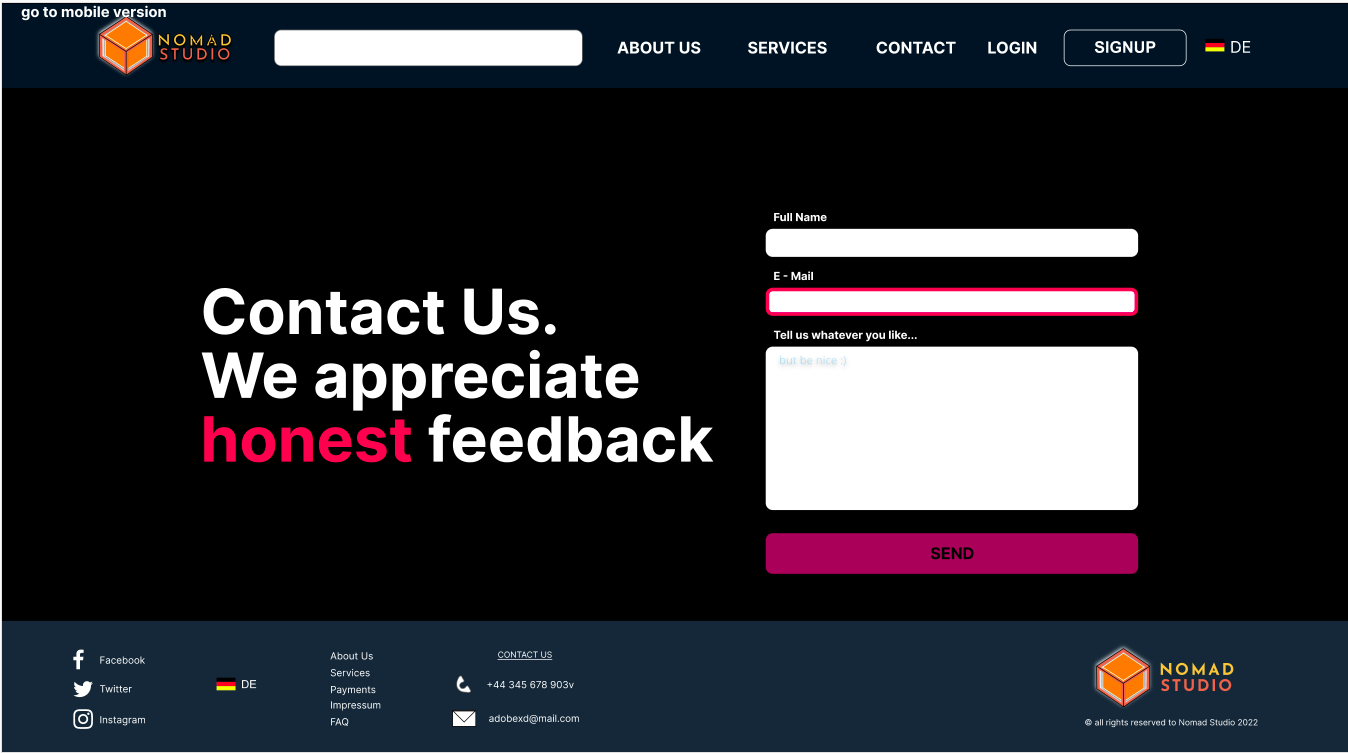 go to mobile version
NOMAD
STUDIO
ABOUT US
SERVICES
CONTACT
LOGIN
SIGNUP
DE
Contact Us.
We appreciate
honest feedback
Full Name
E - Mail
Tell us whatever you like...
but be nice :)
SEND
Facebook
Twitter
Instagram
DE
About Us
Services
Payments
Impressum
FAQ
CONTACT US
+44 345 678 903v
adobexd@mail.com
NOMAD
STUDIO
© all rights reserved to Nomad Studio 2022